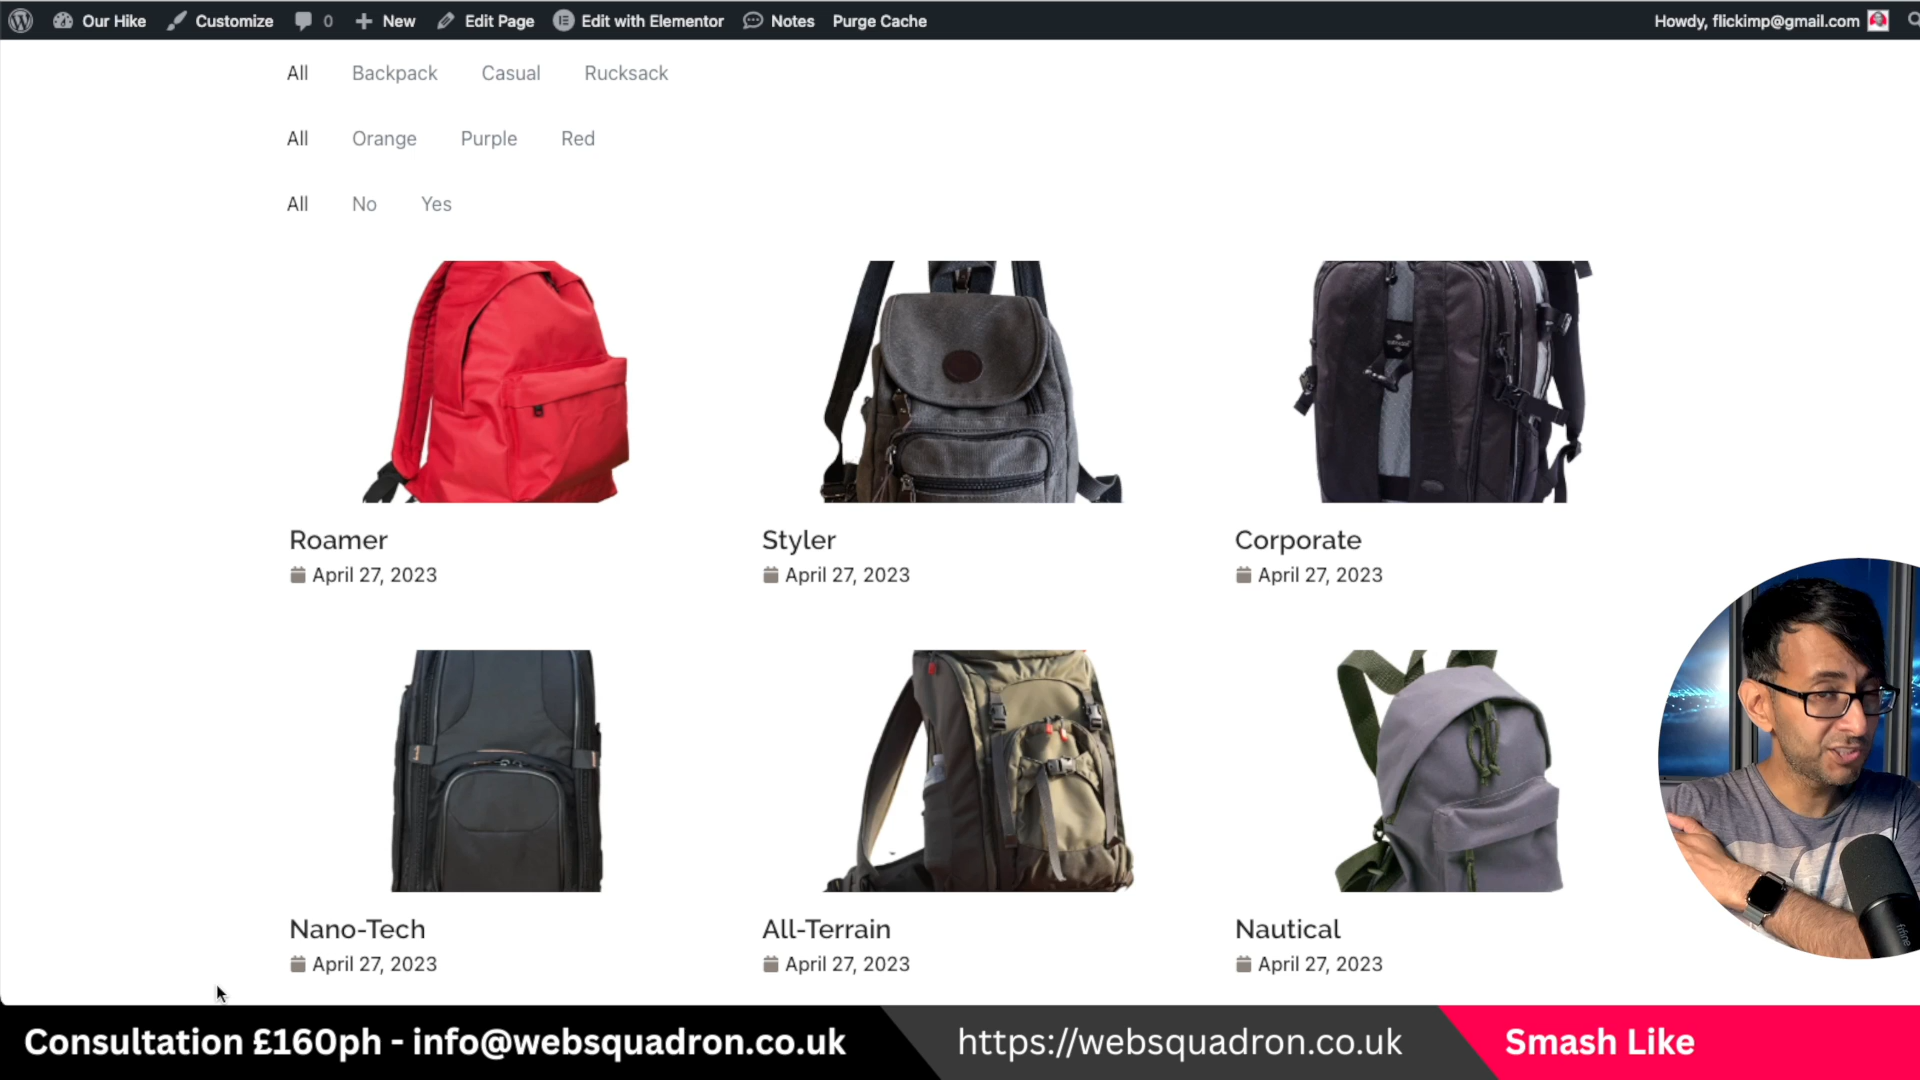 Our Hike Customize 0 New Edit Page Edit with Elementor Notes Purge Cache Howdy, flickimp@gmail.com
All Backpack Casual Rucksack
All Orange Purple Red
All No Yes
Roamer Styler Corporate
April 27, 2023 April 27, 2023 April 27, 2023
Nano-Tech All-Terrain Nautical
April 27, 2023 April 27, 2023 April 27, 2023
fifine
Consultation £160ph - info@websquadron.co.uk https://websquadron.co.uk Smash Like